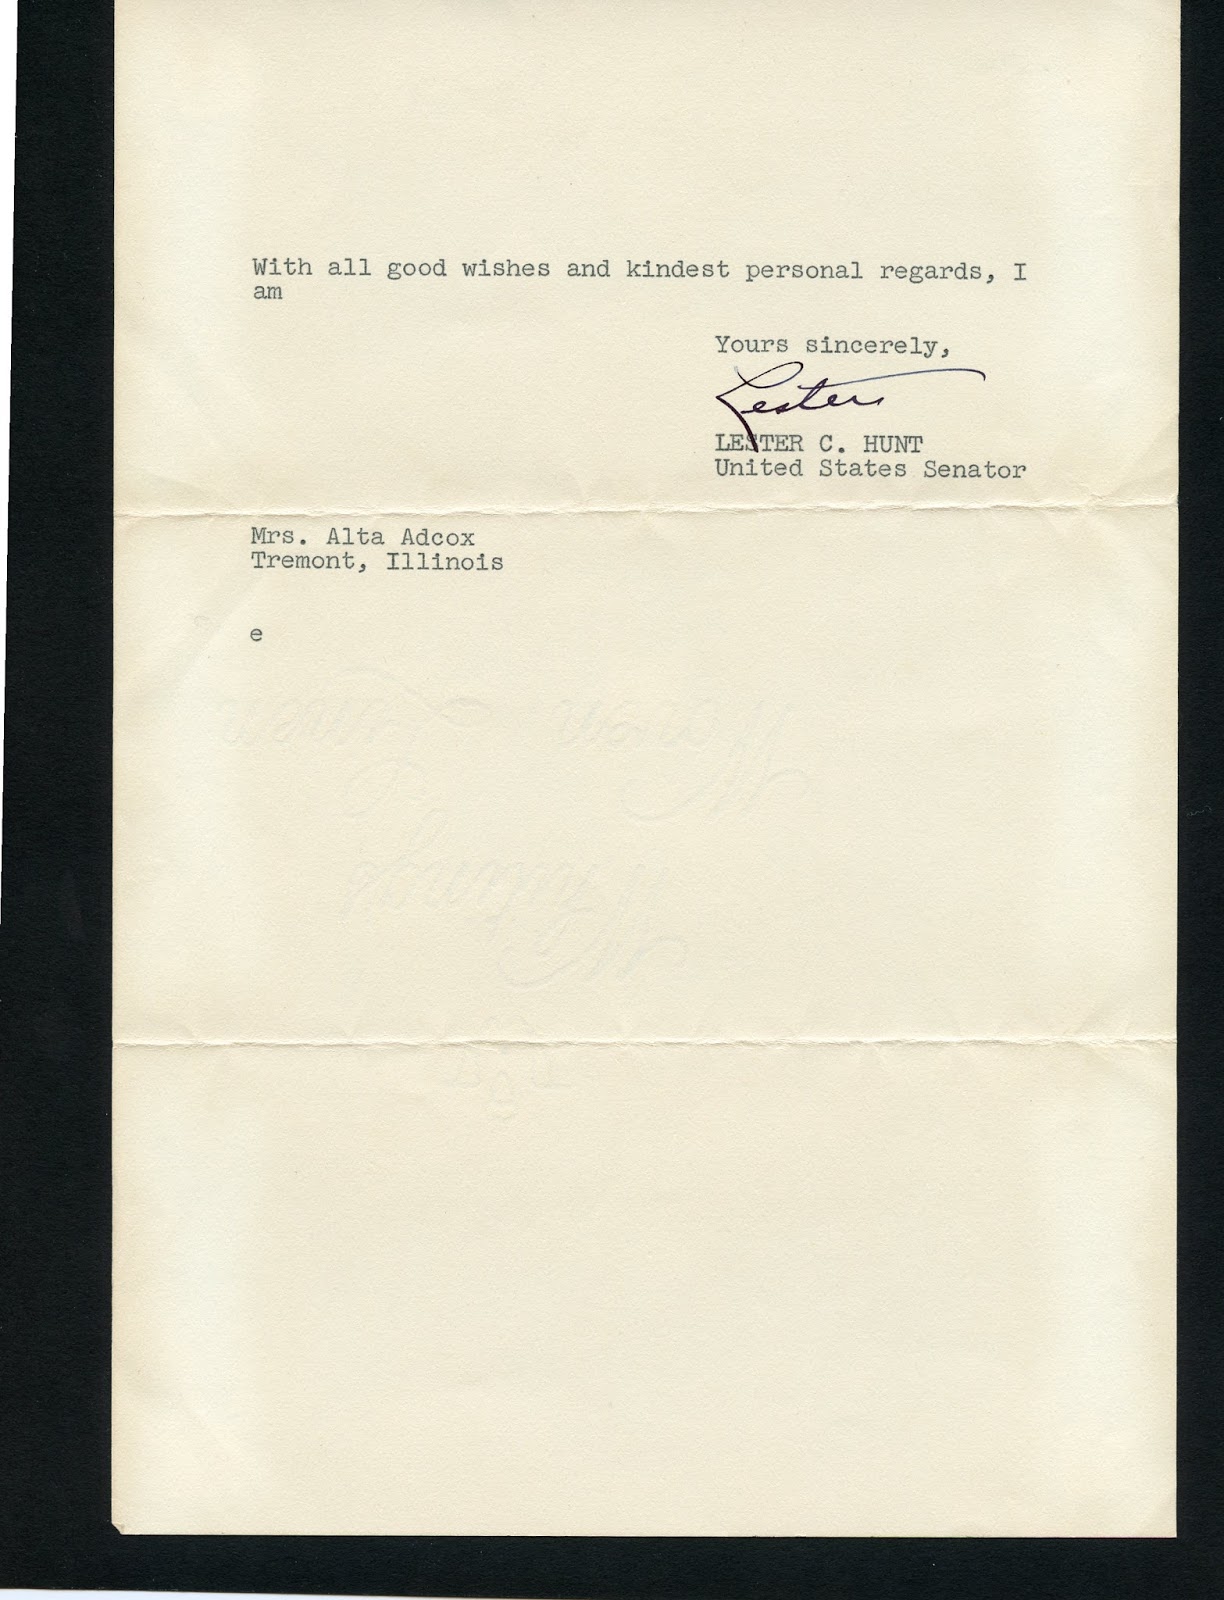 With all good wishes and kindest personal regards, I
am
Yours sincerely,
Lester
LESTER C. HUNT
United States Senator
Mrs. Alta Adcox
Tremont, Illinois
e